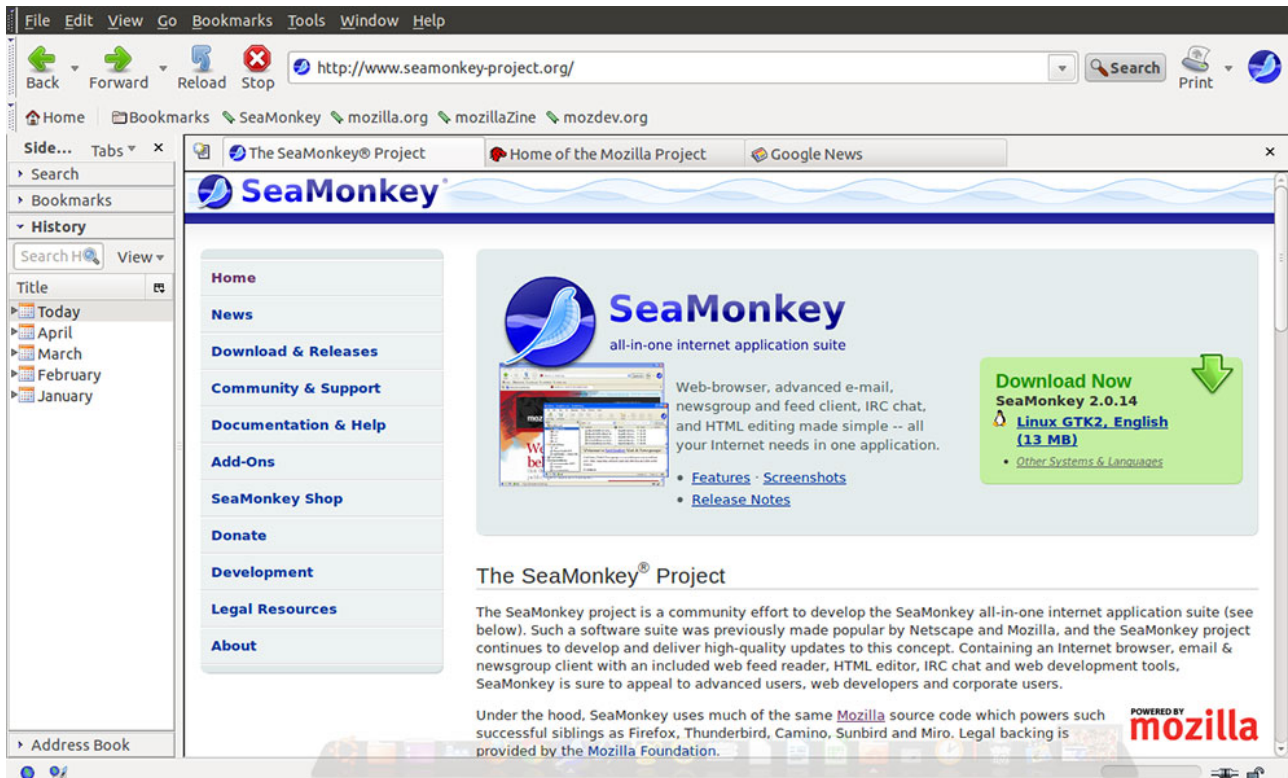 File Edit View Go Bookmarks Tools Window Help
Back Forward Reload Stop http://www.seamonkey-project.org/ Search Print
Home Bookmarks SeaMonkey mozilla.org mozillaZine mozdev.org
Side... Tabs
The SeaMonkey® Project Home of the Mozilla Project Google News
Search
Bookmarks
History
Search H View
Title
Today
April
March
February
January
Address Book
SeaMonkey®
Home
News
Download & Releases
Community & Support
Documentation & Help
Add-Ons
SeaMonkey Shop
Donate
Development
Legal Resources
About
SeaMonkey
all-in-one internet application suite
Web-browser, advanced e-mail,
newsgroup and feed client, IRC chat,
and HTML editing made simple -- all
your Internet needs in one application.
Features · Screenshots
Release Notes
Download Now
SeaMonkey 2.0.14
Linux GTK2, English
(13 MB)
Other Systems & Languages
The SeaMonkey® Project
The SeaMonkey project is a community effort to develop the SeaMonkey all-in-one internet application suite (see
below). Such a software suite was previously made popular by Netscape and Mozilla, and the SeaMonkey project
continues to develop and deliver high-quality updates to this concept. Containing an Internet browser, email &
newsgroup client with an included web feed reader, HTML editor, IRC chat and web development tools,
SeaMonkey is sure to appeal to advanced users, web developers and corporate users.
Under the hood, SeaMonkey uses much of the same Mozilla source code which powers such
successful siblings as Firefox, Thunderbird, Camino, Sunbird and Miro. Legal backing is
provided by the Mozilla Foundation.
POWERED BY
mozilla